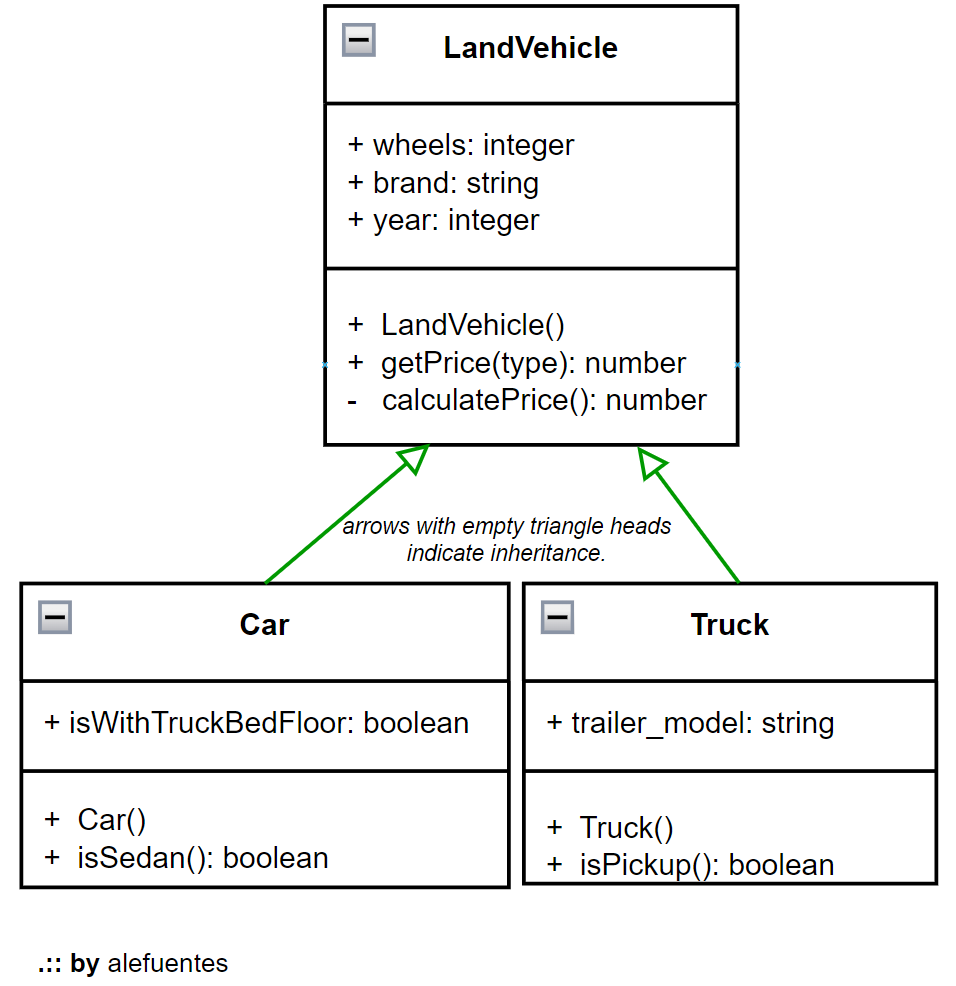 LandVehicle
+ wheels: integer
+ brand: string
+ year: integer
+ LandVehicle()
+ getPrice(type): number
- calculatePrice(): number
arrows with empty triangle heads
indicate inheritance.
Car
+ isWithTruckBedFloor: boolean
+ Car()
+ isSedan(): boolean
Truck
+ trailer_model: string
+ Truck()
+ isPickup(): boolean
.:: by alefuentes